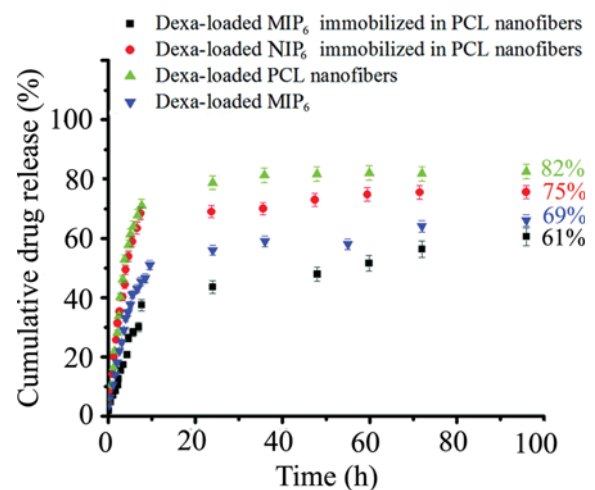 Dexa-loaded MIP₆ immobilized in PCL nanofibers
Dexa-loaded NIP₆ immobilized in PCL nanofibers
Dexa-loaded PCL nanofibers
Dexa-loaded MIP₆
Cumulative drug release (%)
100
80
60
40
20
0
82%
75%
69%
61%
0 20 40 60 80 100
Time (h)